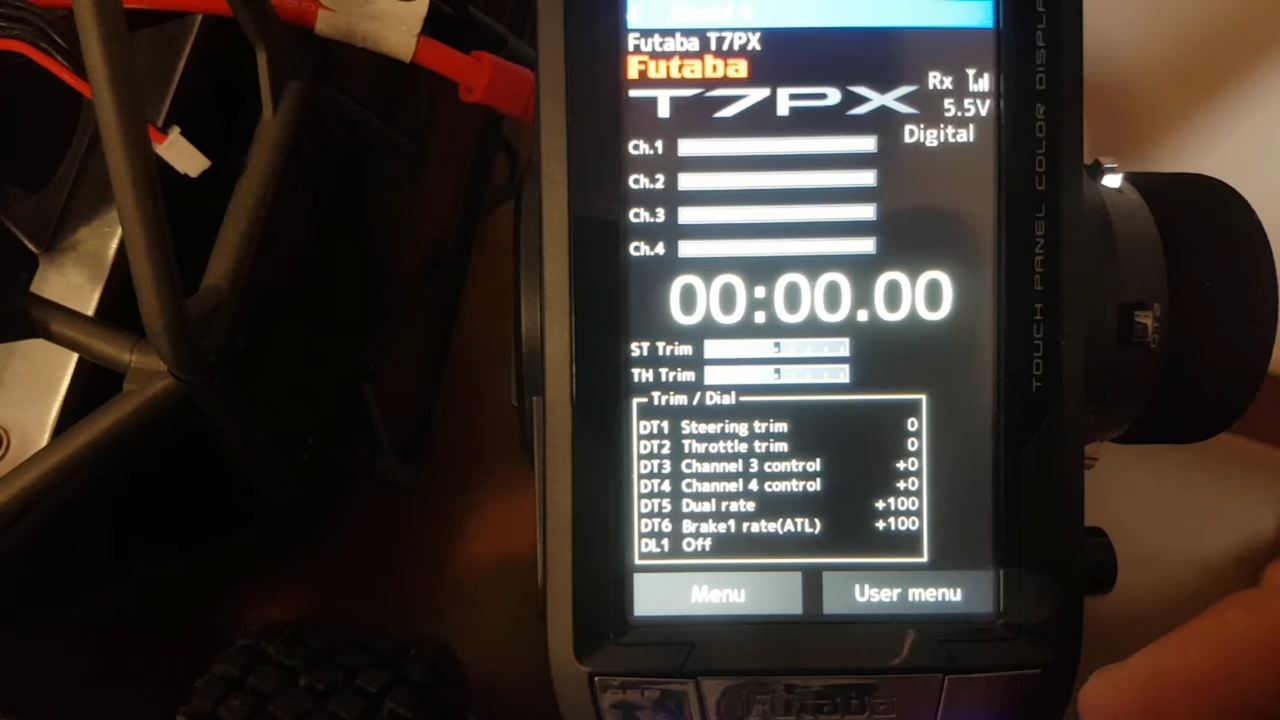 Futaba T7PX
Futaba
T7PX
Rx
5.5V
Digital
Ch.1
Ch.2
Ch.3
Ch.4
00:00.00
ST Trim
TH Trim
Trim / Dial
DT1 Steering trim 0
DT2 Throttle trim 0
DT3 Channel 3 control +0
DT4 Channel 4 control +0
DT5 Dual rate +100
DT6 Brake1 rate(ATL) +100
DL1 Off
Menu
User menu
Futaba
TOUCH PANEL COLOR DISPLA